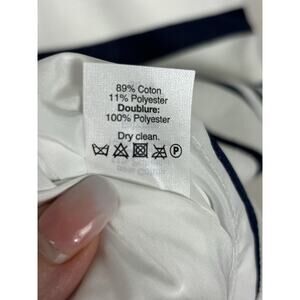 89% Coton
11% Polyester
Doublure:
100% Polyester
Dry clean.
P